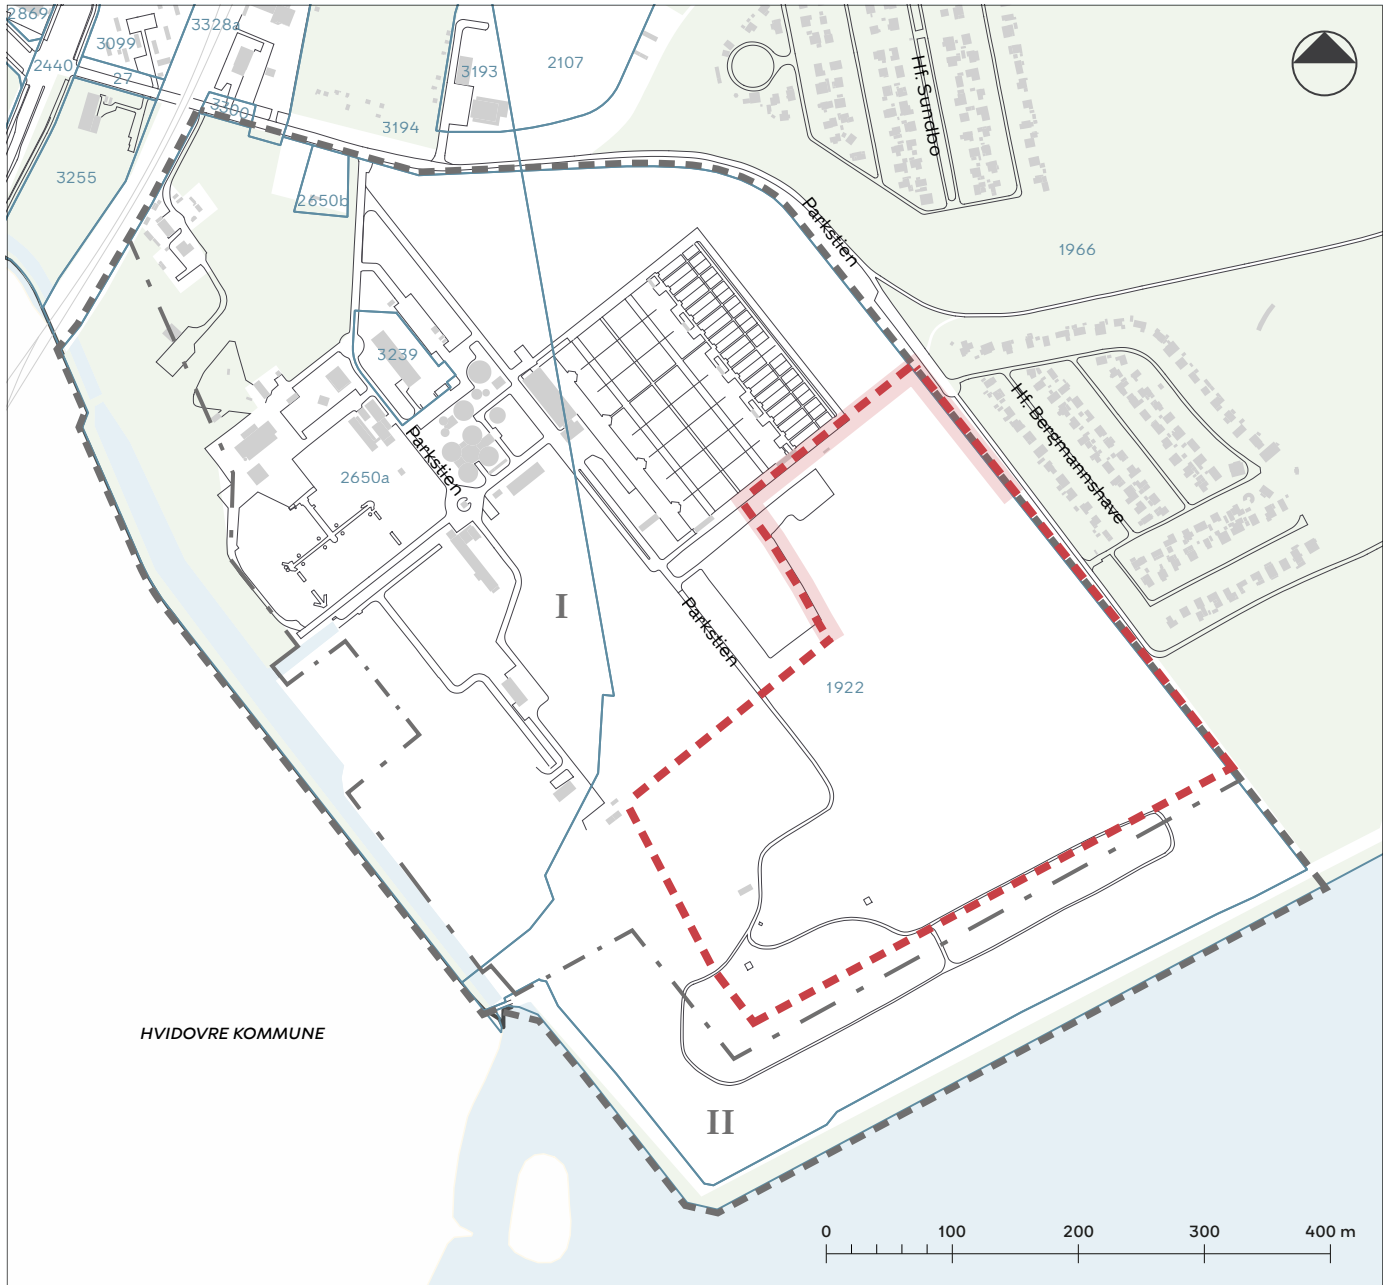 2869
3328a
3099
2440
27
3193
2107
3300
3194
Hf. Sundbo
3255
2650b
Parkstien
1966
3239
Hf. Bergmannshave
Parkstien
2650a
I
Parkstien
1922
HVIDOVRE KOMMUNE
II
0 100 200 300 400 m